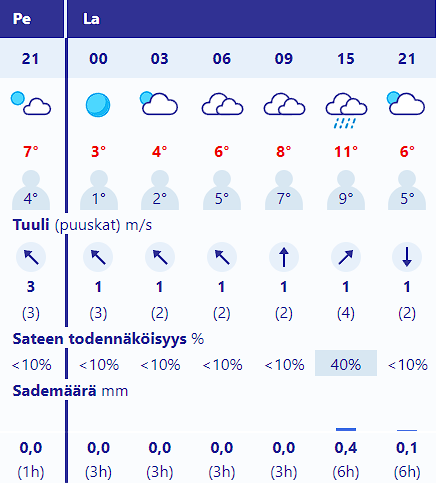 Pe La
21 00 03 06 09 15 21
7° 3° 4° 6° 8° 11° 6°
4° 1° 2° 5° 7° 9° 5°
Tuuli (puuskat) m/s
3 1 1 1 1 1 1
(3) (3) (2) (2) (2) (4) (2)
Sateen todennäköisyys %
<10% <10% <10% <10% <10% 40% <10%
Sademäärä mm
0,0 0,0 0,0 0,0 0,0 0,4 0,1
(1h) (3h) (3h) (3h) (3h) (6h) (6h)